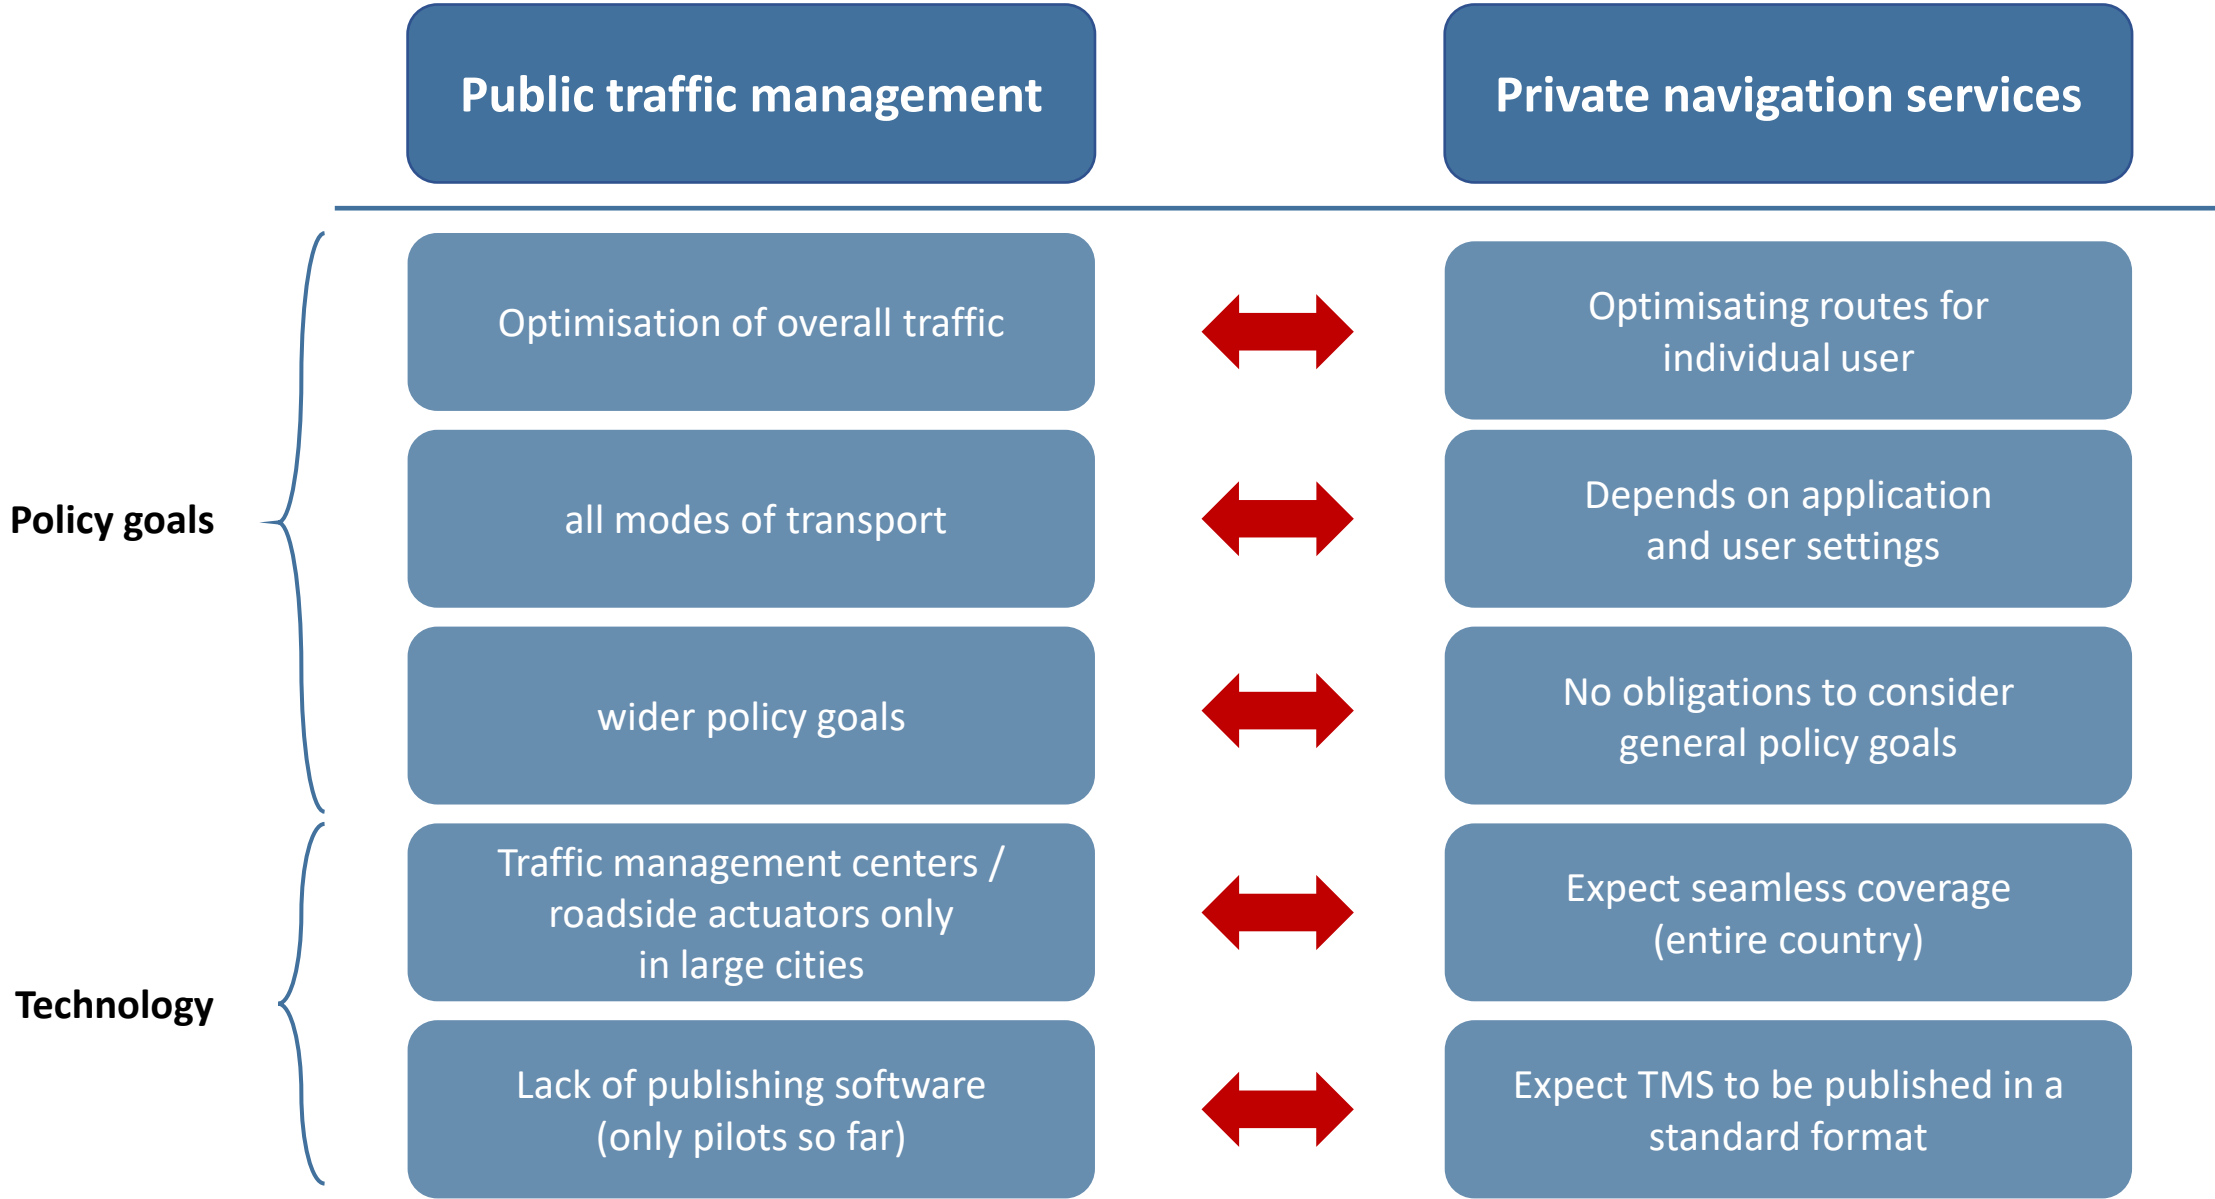 Public traffic management
Private navigation services
Policy goals
Optimisation of overall traffic
Optimisating routes for
individual user
all modes of transport
Depends on application
and user settings
wider policy goals
No obligations to consider
general policy goals
Technology
Traffic management centers /
roadside actuators only
in large cities
Expect seamless coverage
(entire country)
Lack of publishing software
(only pilots so far)
Expect TMS to be published in a
standard format